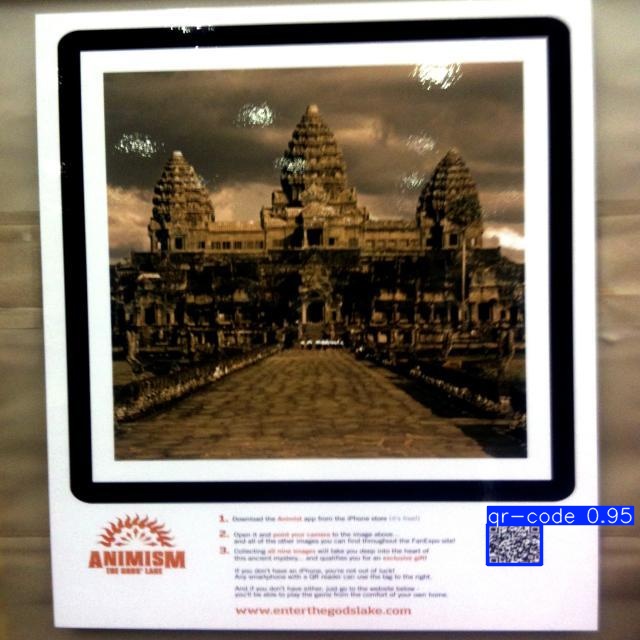 ANIMISM
THE GODS' LAKE
1. Download the Animist app from the iPhone store (it's free!)
2. Open it and point your camera to the image above...
and all of the other images you can find throughout the FanExpo site!
3. Collecting all nine images will take you deep into the heart of
this ancient mystery... and qualifies you for an exclusive gift!
If you don't have an iPhone, you're not out of luck!
Any smartphone with a QR reader can use the tag to the right.
And if you don't have either, just go to the website below -
you'll be able to play the game from the comfort of your own home.
www.enterthegodslake.com
qr-code 0.95